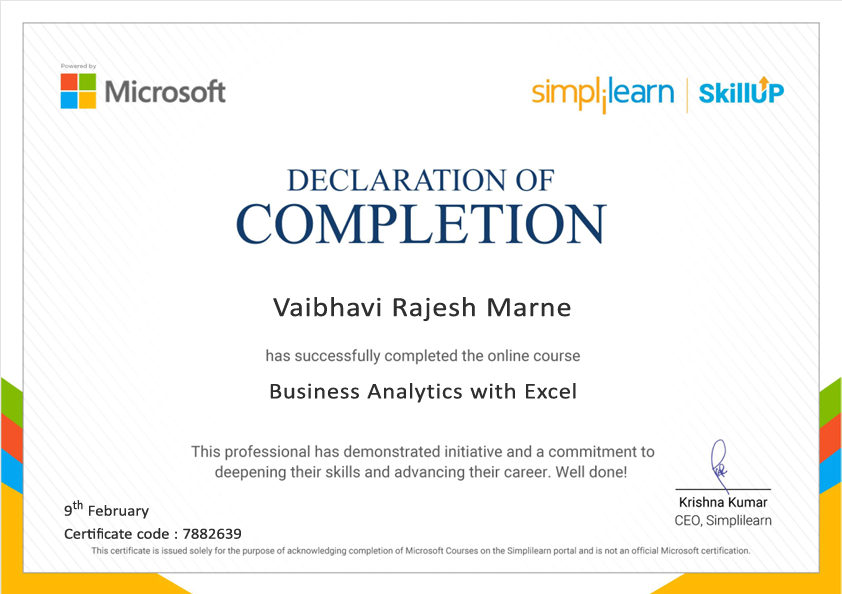 Powered by
Microsoft
simplilearn | SkillUP
DECLARATION OF
COMPLETION
Vaibhavi Rajesh Marne
has successfully completed the online course
Business Analytics with Excel
This professional has demonstrated initiative and a commitment to
deepening their skills and advancing their career. Well done!
9th February
Certificate code : 7882639
Krishna Kumar
CEO, Simplilearn
This certificate is issued solely for the purpose of acknowledging completion of Microsoft Courses on the Simplilearn portal and is not an official Microsoft certification.